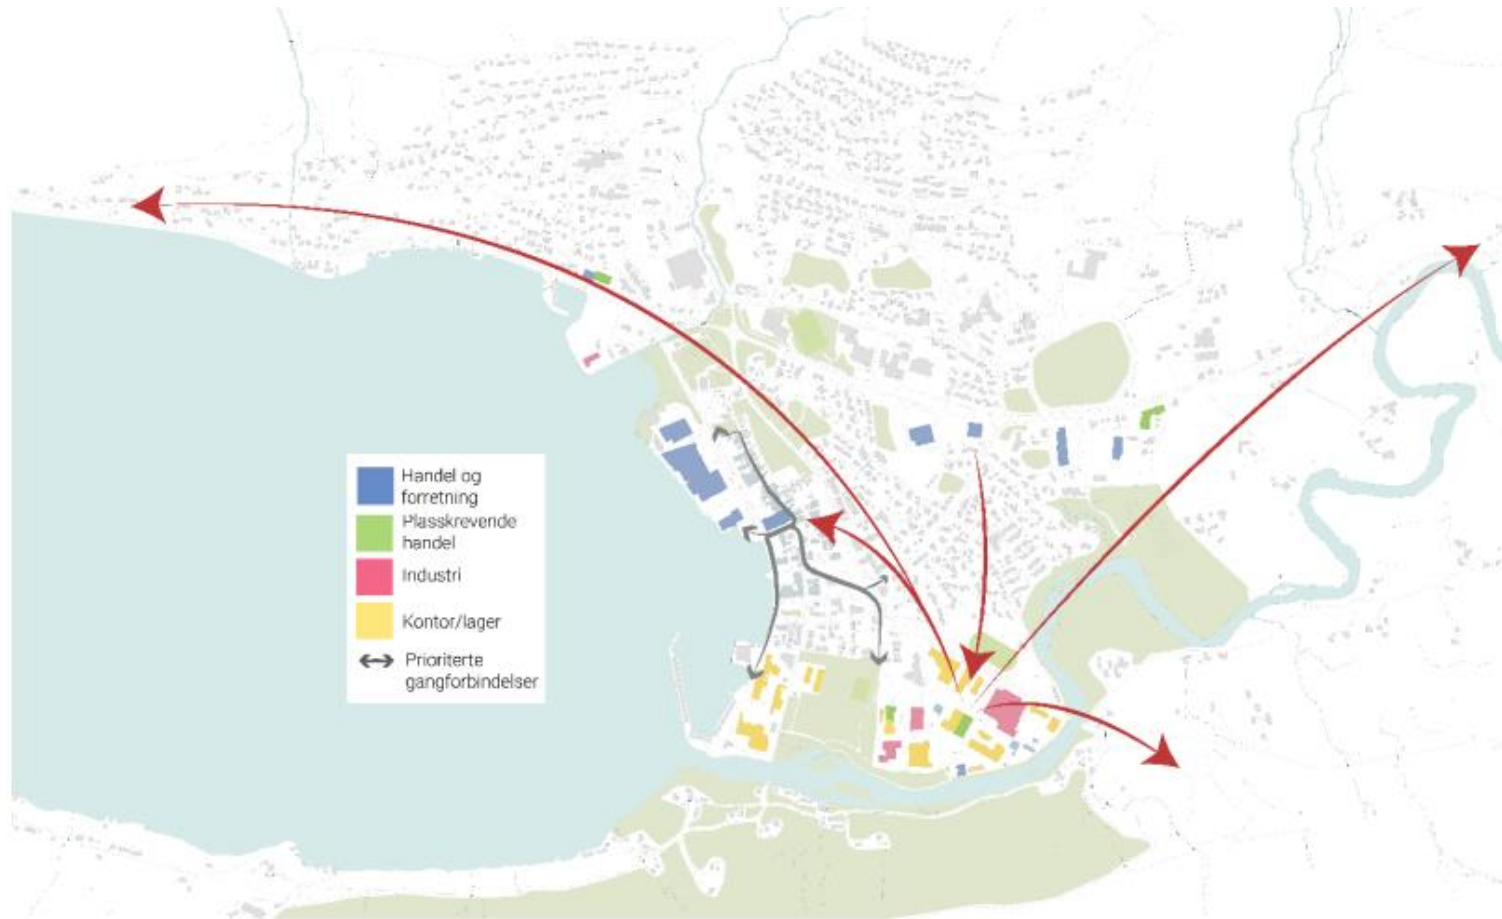 Handel og
forretning
Plasskrevende
handel
Industri
Kontor/lager
Prioriterte
gangforbindelser